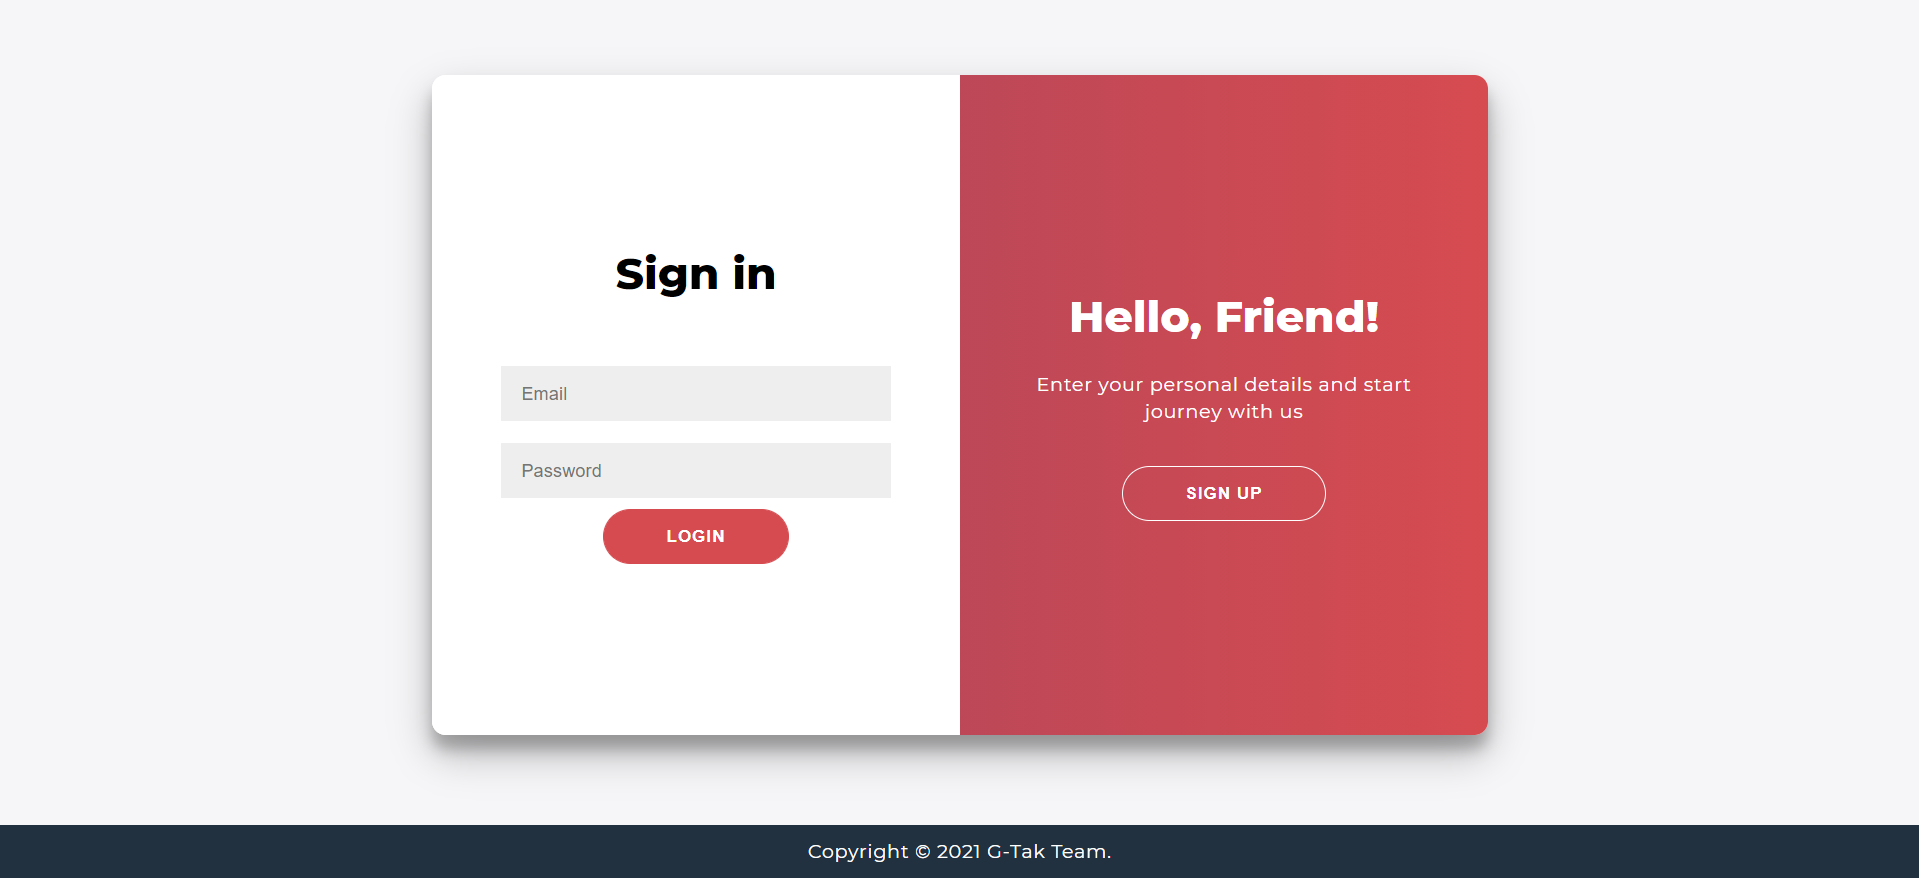 Sign in
Email
Password
LOGIN
Hello, Friend!
Enter your personal details and start
journey with us
SIGN UP
Copyright © 2021 G-Tak Team.